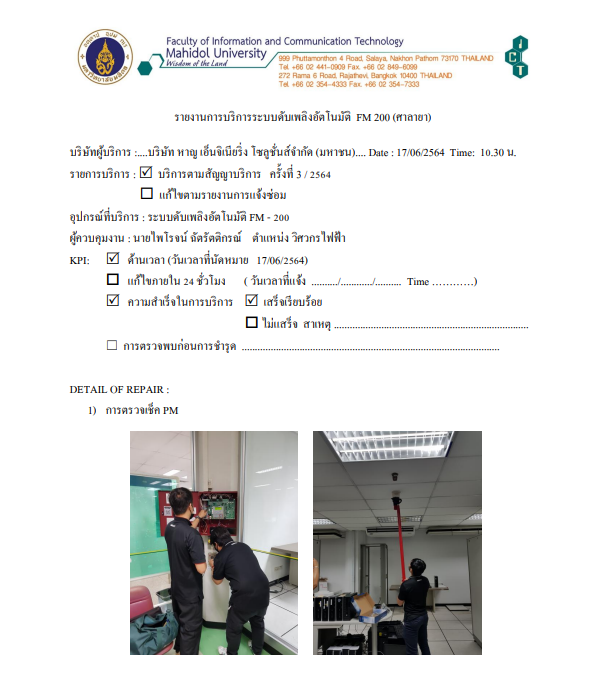 Faculty of Information and Communication Technology
Mahidol University
Wisdom of the Land
999 Phuttamonthon 4 Road, Salaya, Nakhon Pathom 73170 THAILAND
Tel. +66 02 441-0909 Fax. +66 02 849-6099
272 Rama 6 Road, Rajathevi, Bangkok 10400 THAILAND
Tel. +66 02 354-4333 Fax. +66 02 354-7333
รายงานการบริการระบบดับเพลิงอัตโนมัติ FM 200 (ศาลายา)
บริษัทผู้บริการ :....บริษัท หาญ เอ็นจิเนียริ่ง โซลูชั่นส์จำกัด (มหาชน).... Date : 17/06/2564 Time: 10.30 น.
รายการบริการ : ☑ บริการตามสัญญาบริการ ครั้งที่ 3 / 2564
☐ แก้ไขตามรายงานการแจ้งซ่อม
อุปกรณ์ที่บริการ : ระบบดับเพลิงอัตโนมัติ FM - 200
ผู้ควบคุมงาน : นายไพโรจน์ ฉัตรัตติกรณ์ ตำแหน่ง วิศวกรไฟฟ้า
KPI: ☑ ด้านเวลา (วันเวลาที่นัดหมาย 17/06/2564)
☐ แก้ไขภายใน 24 ชั่วโมง ( วันเวลาที่แจ้ง ........../............/.......... Time …………)
☑ ความสำเร็จในการบริการ ☑ เสร็จเรียบร้อย
☐ ไม่แสร็จ สาเหตุ ..................................................................
☐ การตรวจพบก่อนการชำรุด ..................................................................................
DETAIL OF REPAIR :
1) การตรวจเช็ค PM